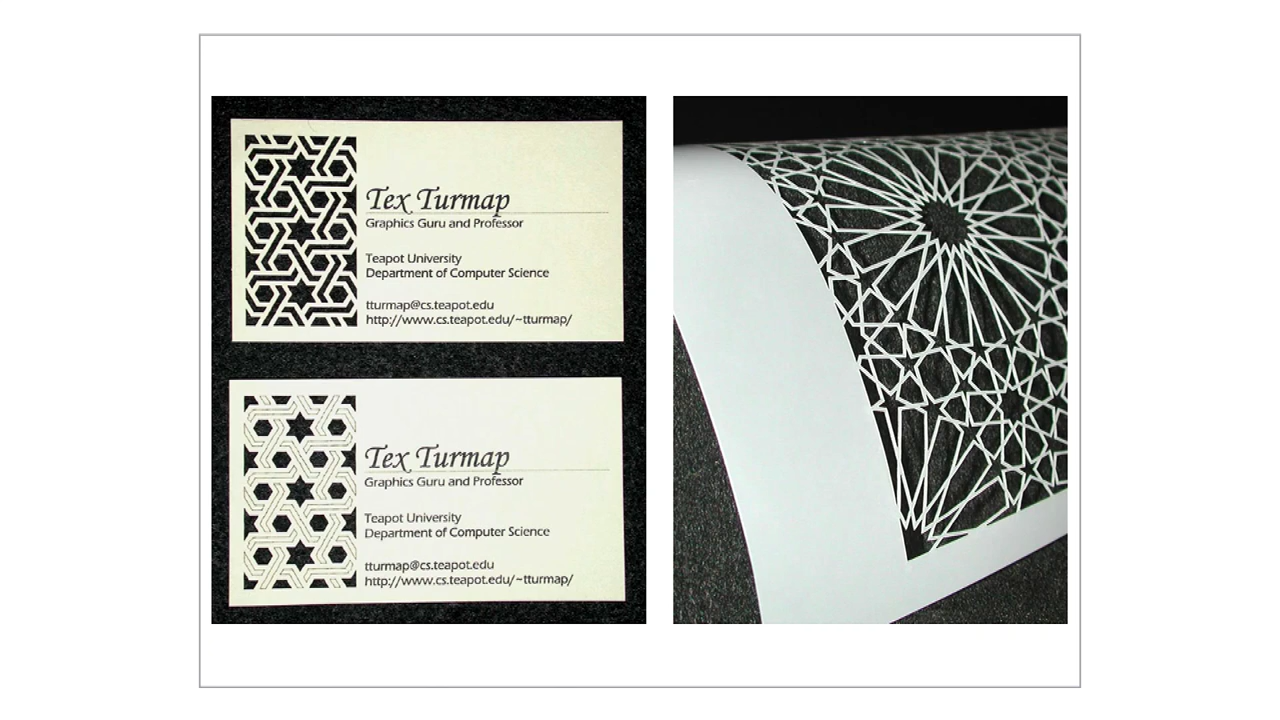 Tex Turmap
Graphics Guru and Professor
Teapot University
Department of Computer Science
tturmap@cs.teapot.edu
http://www.cs.teapot.edu/~tturmap/
Tex Turmap
Graphics Guru and Professor
Teapot University
Department of Computer Science
tturmap@cs.teapot.edu
http://www.cs.teapot.edu/~tturmap/